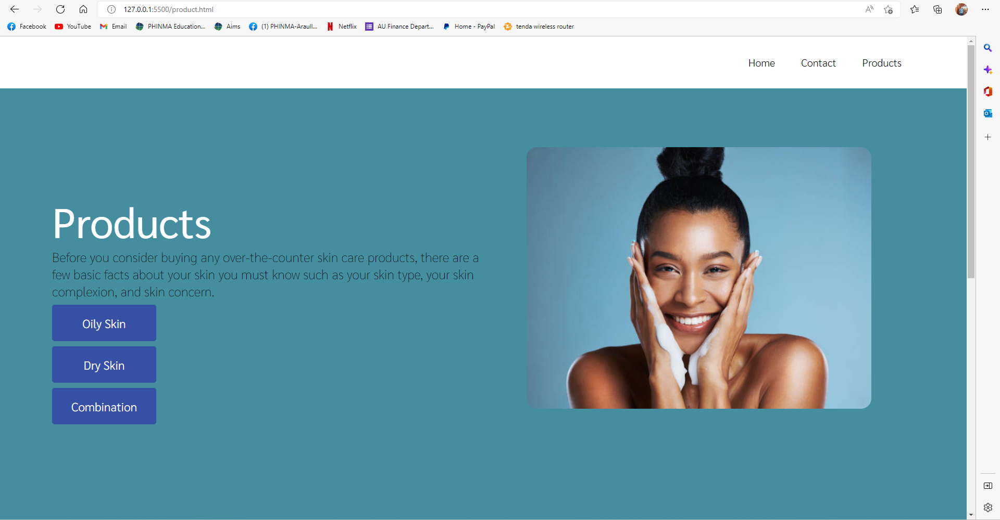 127.0.0.1:5500/product.html
Facebook YouTube Email PHINMA Education... Aims (1) PHINMA-Araull... Netflix AU Finance Depart... Home - PayPal tenda wireless router
Home Contact Products
Products
Before you consider buying any over-the-counter skin care products, there are a
few basic facts about your skin you must know such as your skin type, your skin
complexion, and skin concern.
Oily Skin
Dry Skin
Combination